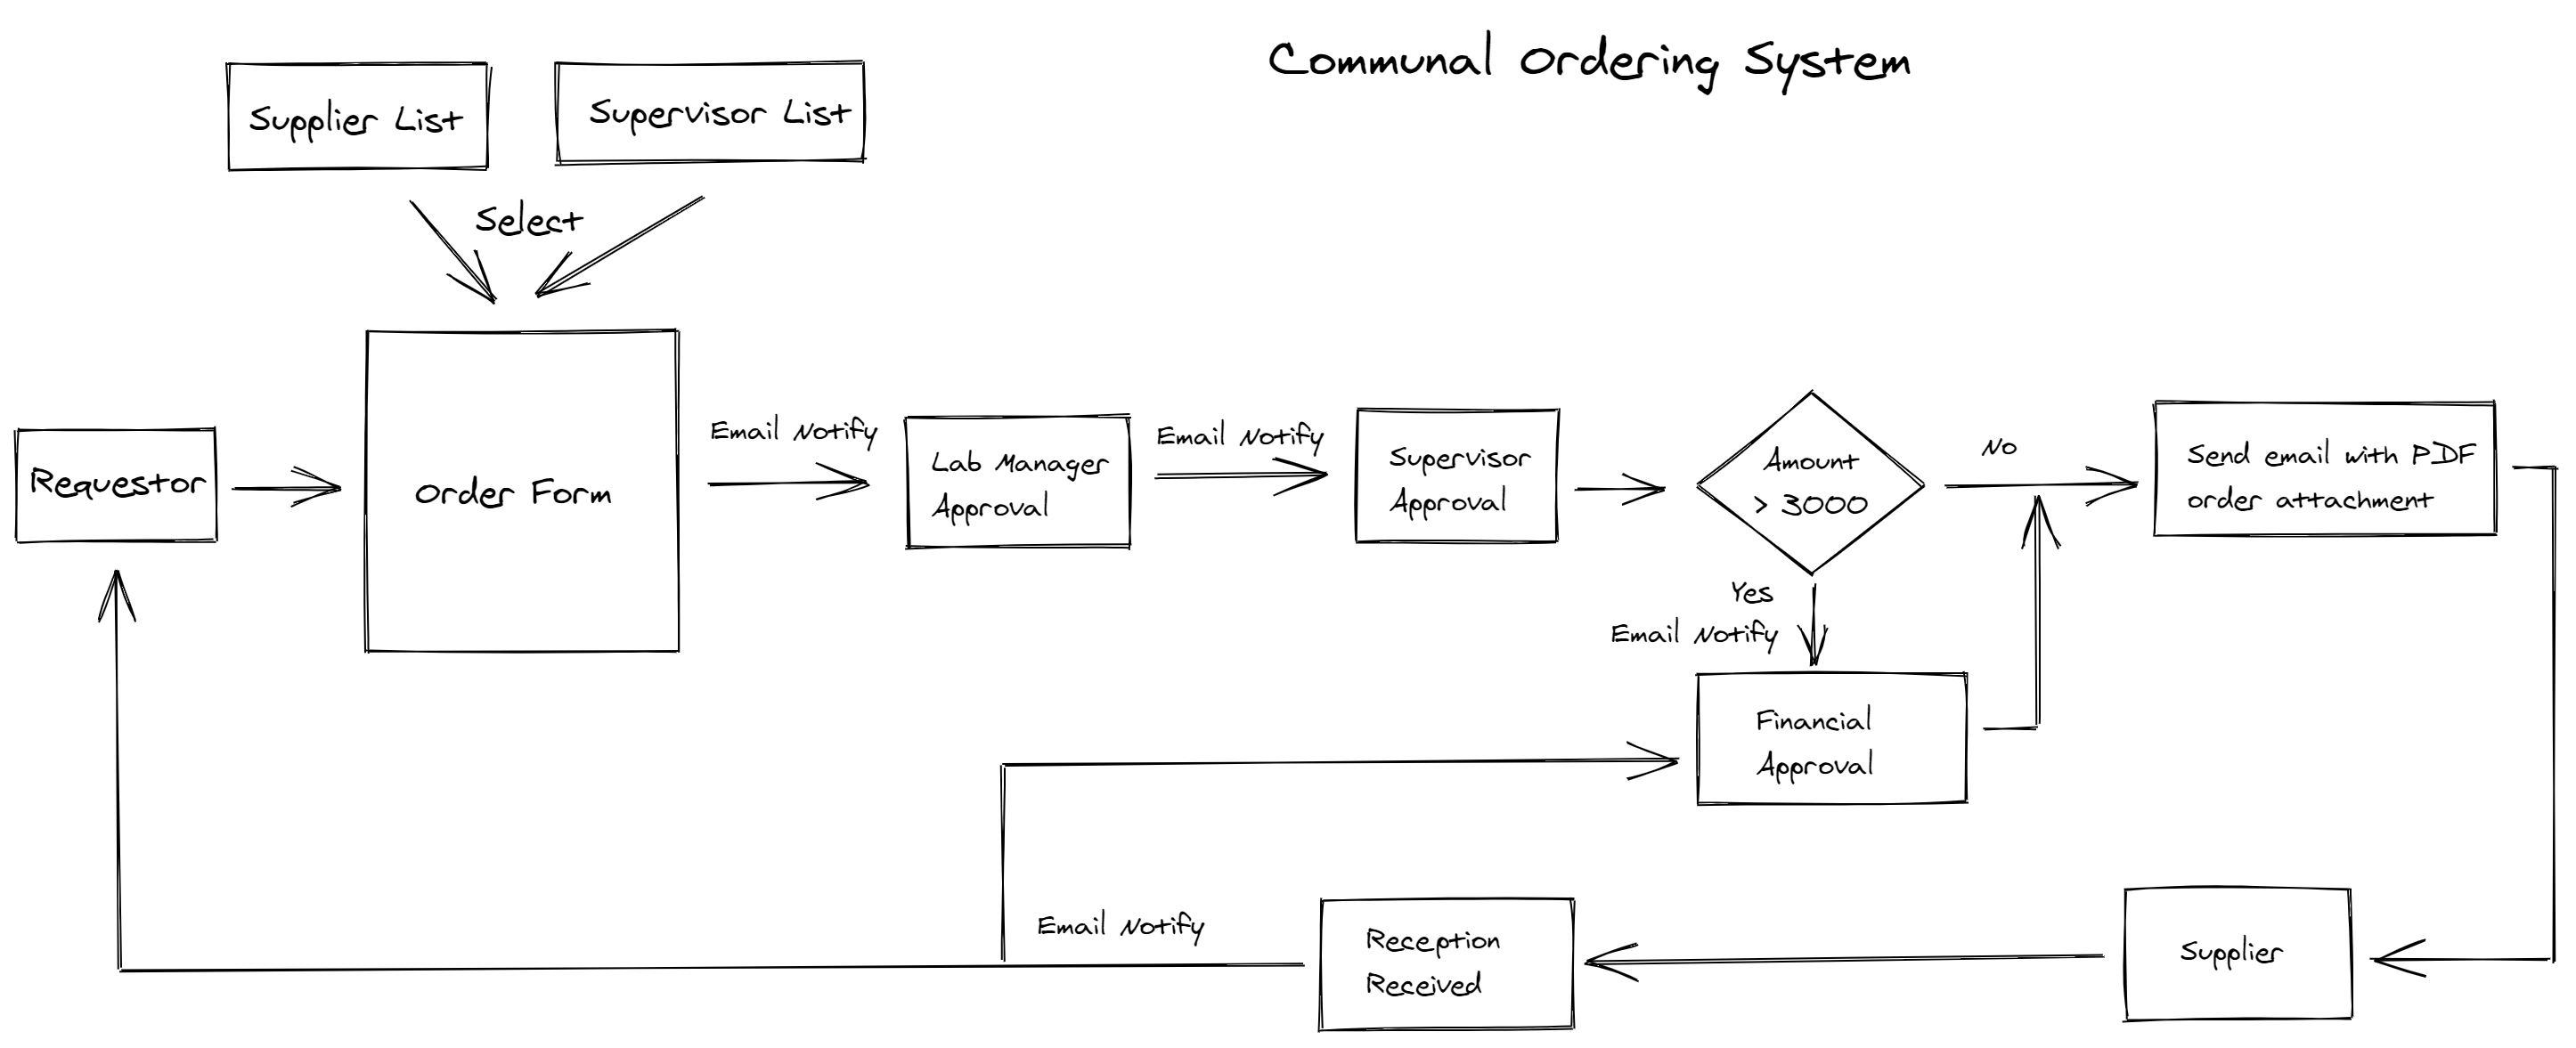 Communal Ordering System
Supplier List
Supervisor List
Select
Requestor
Order Form
Email Notify
Lab Manager
Approval
Email Notify
Supervisor
Approval
Amount
> 3000
No
Send email with PDF
order attachment
Yes
Email Notify
Financial
Approval
Email Notify
Reception
Received
Supplier